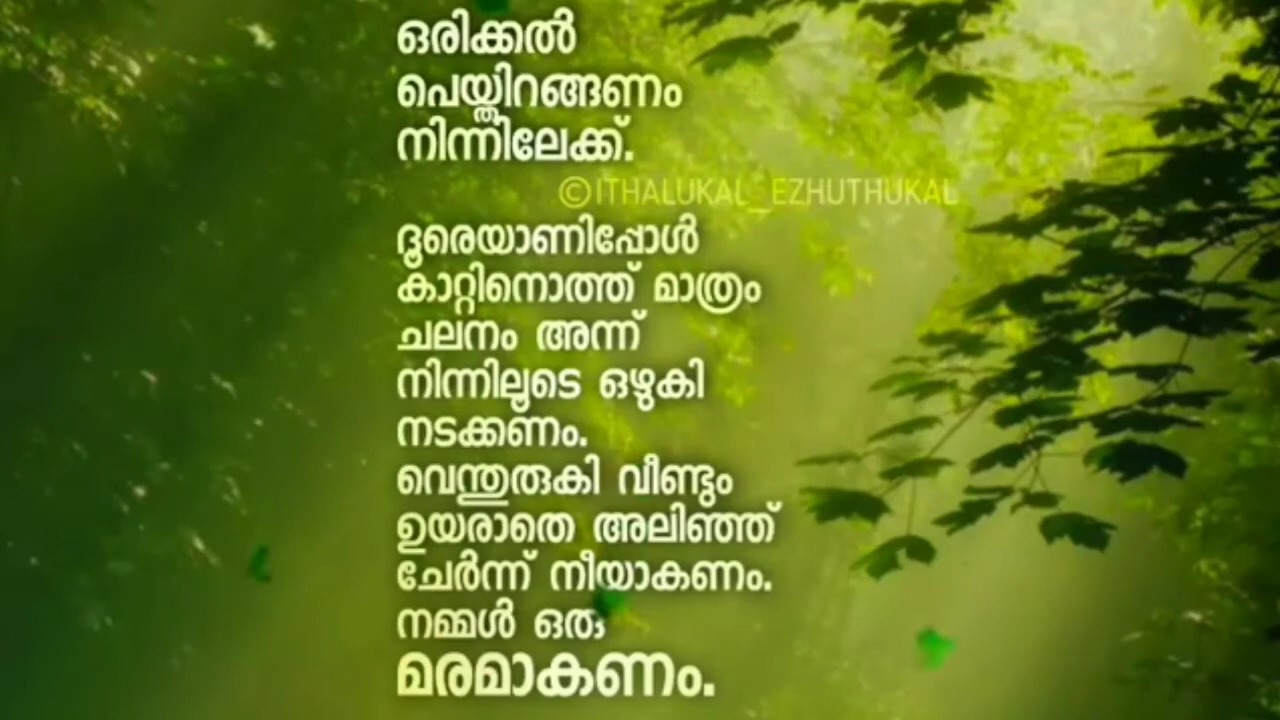 ഒരിക്കൽ
പെയ്തിറങ്ങണം
നിന്നിലേക്ക്.
©ITHALUKAL_EZHUTHUKAL
ദൂരെയാണിപ്പോൾ
കാറ്റിനൊത്ത് മാത്രം
ചലനം അന്ന്
നിന്നിലൂടെ ഒഴുകി
നടക്കണം.
വെന്തുരുകി വീണ്ടും
ഉയരാതെ അലിഞ്ഞ്
ചേർന്ന് നീയാകണം.
നമ്മൾ ഒരു
മരമാകണം.